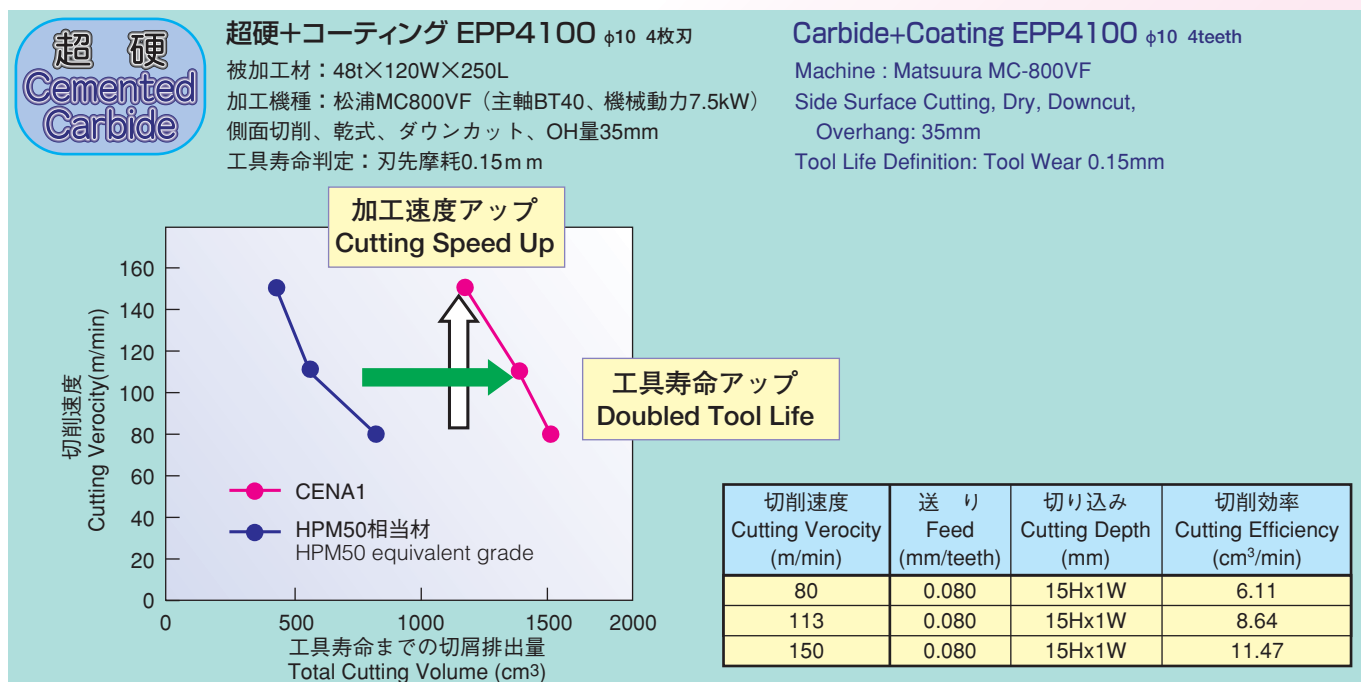 超 硬
Cemented
Carbide
超硬+コーティング EPP4100 φ10 4枚刃
被加工材：48t×120W×250L
加工機種：松浦MC800VF（主軸BT40、機械動力7.5kW）
側面切削、乾式、ダウンカット、OH量35mm
工具寿命判定：刃先摩耗0.15mm
Carbide+Coating EPP4100 φ10 4teeth
Machine : Matsuura MC-800VF
Side Surface Cutting, Dry, Downcut,
Overhang: 35mm
Tool Life Definition: Tool Wear 0.15mm
加工速度アップ
Cutting Speed Up
工具寿命アップ
Doubled Tool Life
切削速度
Cutting Verocity(m/min)
160
140
120
100
80
60
40
20
0
CENA1
HPM50相当材
HPM50 equivalent grade
0 500 1000 1500 2000
工具寿命までの切屑排出量
Total Cutting Volume (cm³)
切削速度 送 り 切り込み 切削効率
Cutting Verocity Feed Cutting Depth Cutting Efficiency
(m/min) (mm/teeth) (mm) (cm³/min)
80 0.080 15Hx1W 6.11
113 0.080 15Hx1W 8.64
150 0.080 15Hx1W 11.47